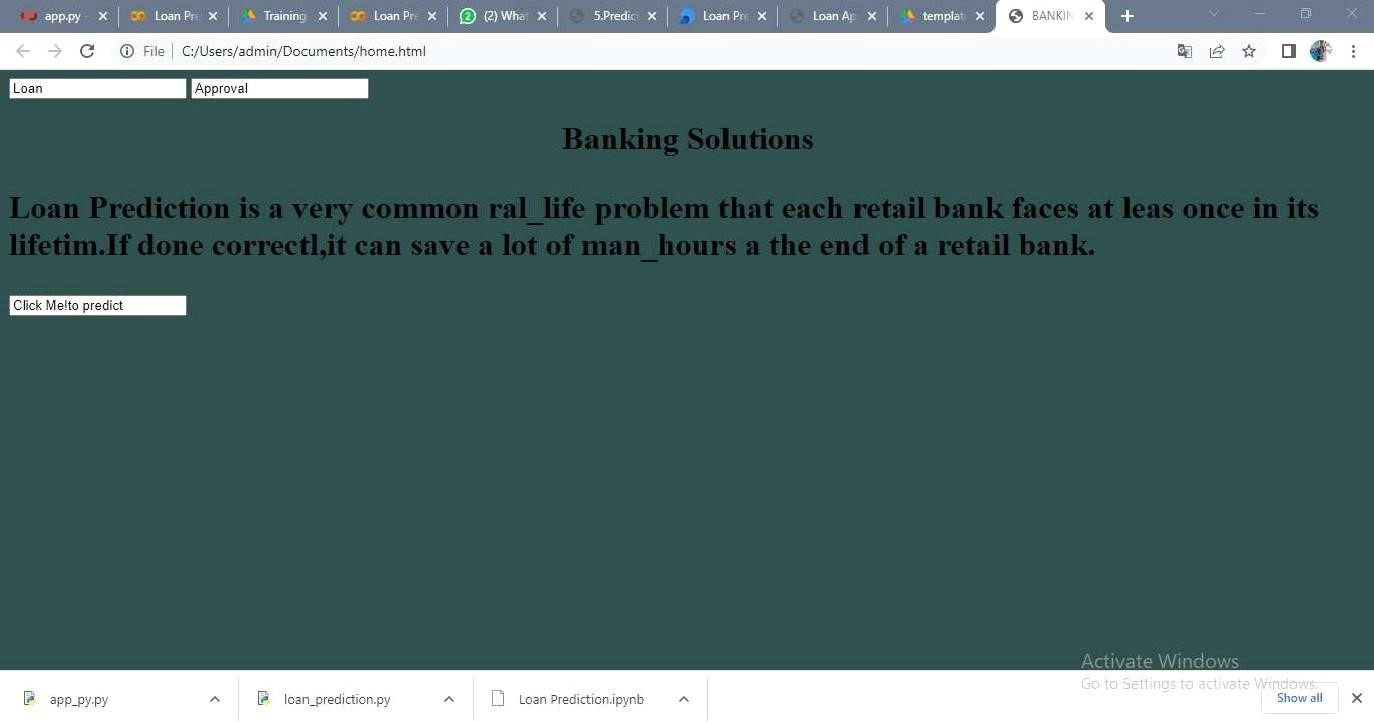 app.py -
Loan Pre
Training
Loan Pre
2
(2) What
5.Predict
Loan Pre
Loan Ap
templat
BANKIN
File
C:/Users/admin/Documents/home.html
Loan
Approval
Banking Solutions
Loan Prediction is a very common ral_life problem that each retail bank faces at leas once in its
lifetim.If done correctl,it can save a lot of man_hours a the end of a retail bank.
Click Me!to predict
Activate Windows
Go to Settings to activate Windows.
app_py.py
loan_prediction.py
Loan Prediction.ipynb
Show all